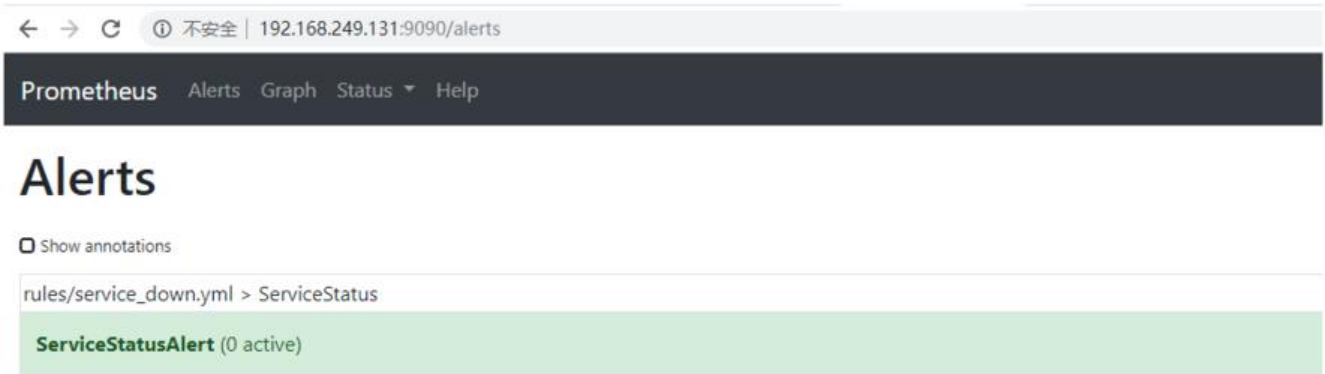 不安全 | 192.168.249.131:9090/alerts
Prometheus Alerts Graph Status Help
Alerts
Show annotations
rules/service_down.yml > ServiceStatus
ServiceStatusAlert (0 active)